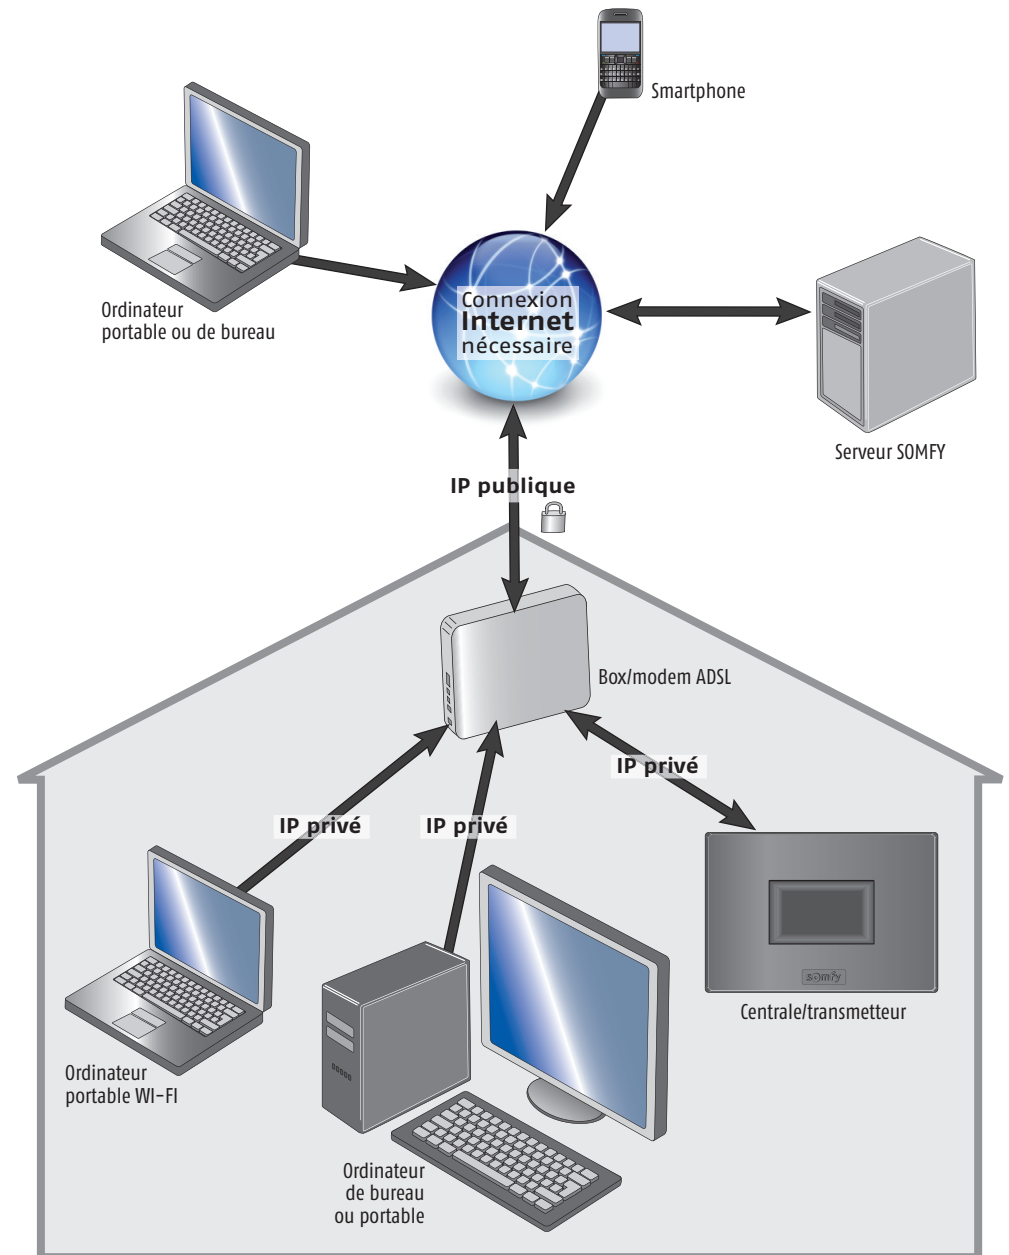 Smartphone
Ordinateur
portable ou de bureau
Connexion
Internet
nécessaire
Serveur SOMFY
IP publique
Box/modem ADSL
IP privé
IP privé
IP privé
somfy
Centrale/transmetteur
Ordinateur
portable WI-FI
Ordinateur
de bureau
ou portable